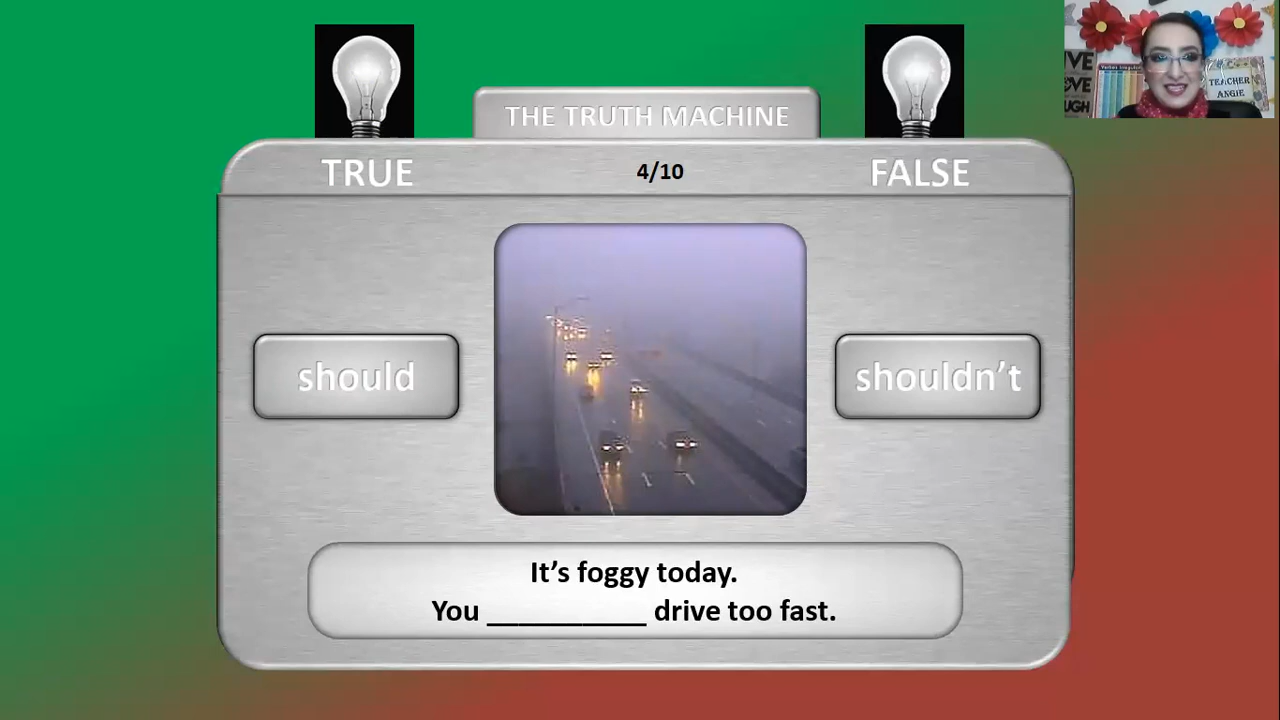 THE TRUTH MACHINE
TRUE
4/10
FALSE
should
shouldn't
It's foggy today.
You __________ drive too fast.
TEACHER
ANGIE